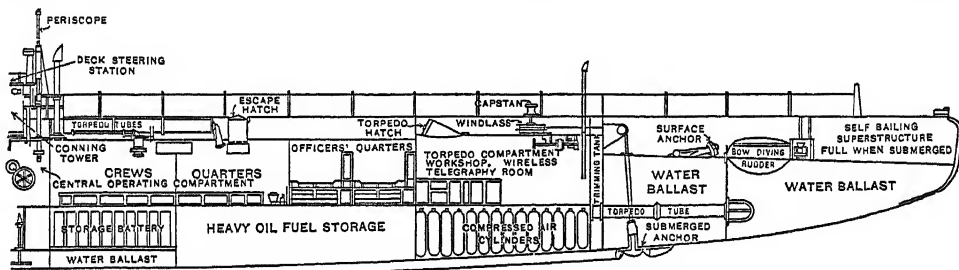 PERISCOPE
DECK STEERING
STATION
ESCAPE
HATCH
CAPSTAN
WINDLASS
TORPEDO TUBES
TORPEDO
HATCH
SURFACE
ANCHOR
SELF BAILING
SUPERSTRUCTURE
FULL WHEN SUBMERGED
CONNING
TOWER
OFFICERS' QUARTERS
TORPEDO COMPARTMENT
WORKSHOP, WIRELESS
TELEGRAPHY ROOM
BOW DIVING
RUDDER
CREWS QUARTERS
CENTRAL OPERATING COMPARTMENT
TRIMMING TANK
WATER
BALLAST
WATER BALLAST
TORPEDO TUBE
STORAGE BATTERY
HEAVY OIL FUEL STORAGE
COMPRESSED AIR
CYLINDERS
SUBMERGED
ANCHOR
WATER BALLAST